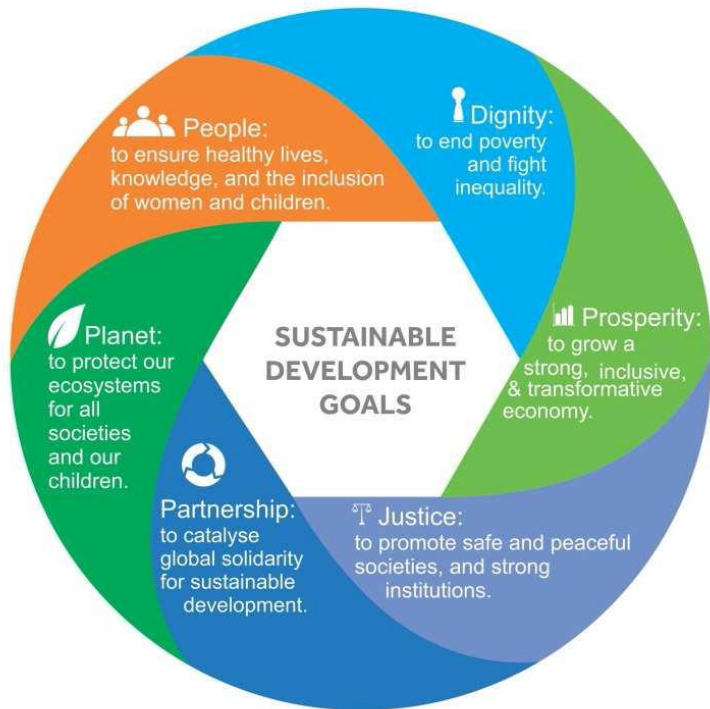 SUSTAINABLE
DEVELOPMENT
GOALS
Dignity:
to end poverty
and fight
inequality.
Prosperity:
to grow a
strong, inclusive,
& transformative
economy.
Justice:
to promote safe and peaceful
societies, and strong
institutions.
Partnership:
to catalyse
global solidarity
for sustainable
development.
Planet:
to protect our
ecosystems
for all
societies
and our
children.
People:
to ensure healthy lives,
knowledge, and the inclusion
of women and children.